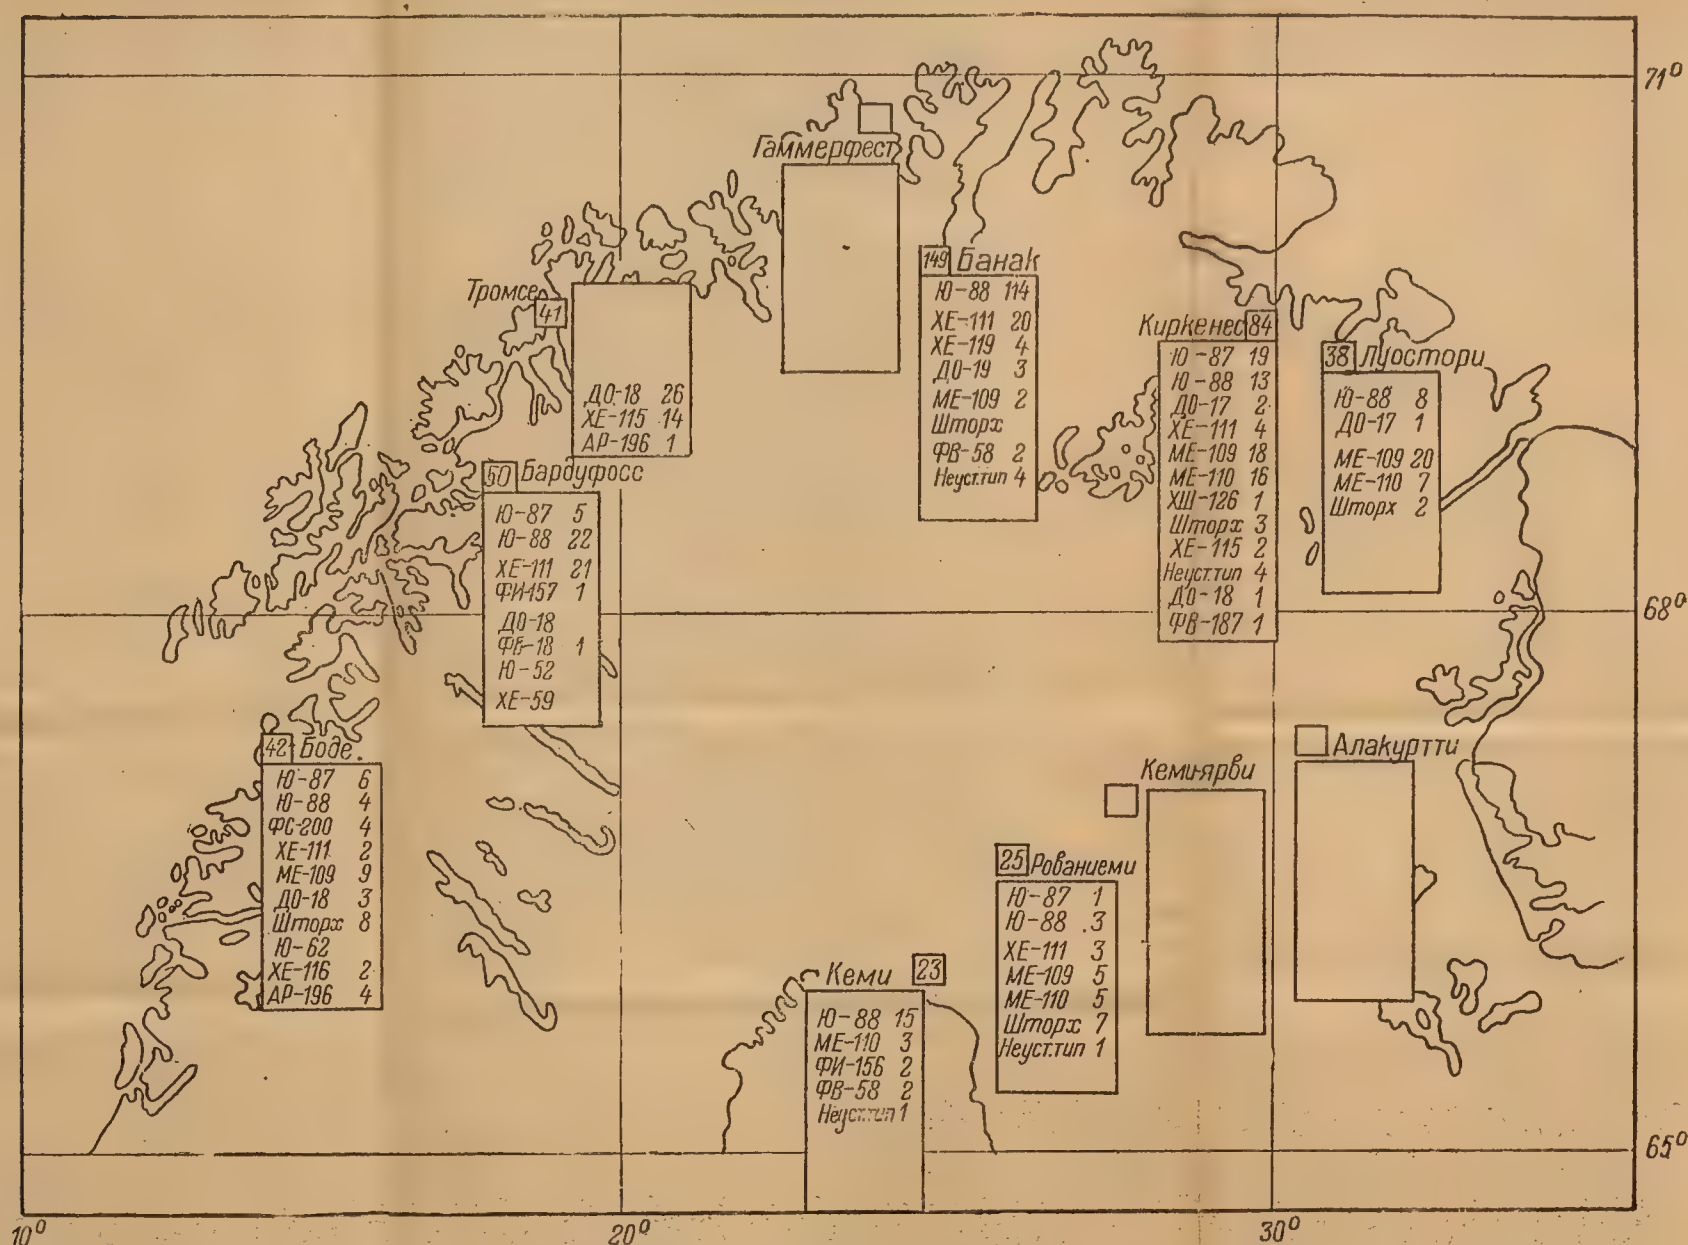 71°
Гаммерфест
149 Банак
Ю-88 114
ХЕ-111 20
ХЕ-119 4
ДО-19 3
МЕ-109 2
Шторх
ФВ-58 2
Неуст.тип 4
Тромсе
41
ДО-18 26
ХЕ-115 14
АР-196 1
Киркенес 84
Ю-87 19
Ю-88 13
ДО-17 2
ХЕ-111 4
МЕ-109 18
МЕ-110 16
ХШ-126 1
Шторх 3
ХЕ-115 2
Неуст.тип 4
ДО-18 1
ФВ-187 1
38 Луостори
Ю-88 8
ДО-17 1
МЕ-109 20
МЕ-110 7
Шторх 2
50 Бардуфосс
Ю-87 5
Ю-88 22
ХЕ-111 21
ФИ-157 1
ДО-18
ФВ-18 1
Ю-52
ХЕ-59
68°
42 Боде.
Ю-87 6
Ю-88 4
ФС-200 4
ХЕ-111 2
МЕ-109 9
ДО-18 3
Шторх 8
Ю-62
ХЕ-116 2
АР-196 4
Алакуртти
Кеми-ярви
25 Рованиеми
Ю-87 1
Ю-88 3
ХЕ-111 3
МЕ-109 5
МЕ-110 5
Шторх 7
Неуст.тип 1
Кеми 23
Ю-88 15
МЕ-110 3
ФИ-156 2
ФВ-58 2
Неуст.тип 1
65°
10°
20°
30°